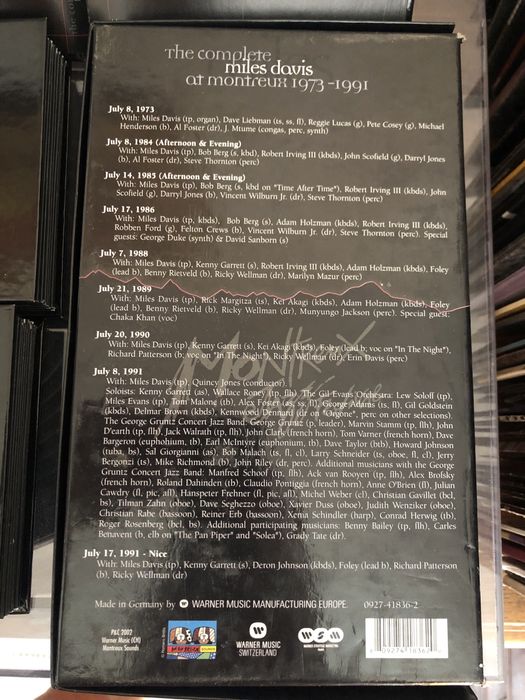 The complete
miles davis
at montreux 1973-1991
July 8, 1973
With: Miles Davis (tp, organ), Dave Liebman (ts, ss, fl), Reggie Lucas (g), Pete Cosey (g), Michael
Henderson (b), Al Foster (dr), J. Mtume (congas, perc, synth)
July 8, 1984 (Afternoon & Evening)
With: Miles Davis (tp), Bob Berg (s, kbd), Robert Irving III (kbds), John Scofield (g), Darryl Jones
(b), Al Foster (dr), Steve Thornton (perc)
July 14, 1985 (Afternoon & Evening)
With: Miles Davis (tp), Bob Berg (s, kbd on "Time After Time"), Robert Irving III (kbds), John
Scofield (g), Darryl Jones (b), Vincent Wilburn Jr. (dr), Steve Thornton (perc)
July 17, 1986
With: Miles Davis (tp, kbds), Bob Berg (s), Adam Holzman (kbds), Robert Irving III (kbds),
Robben Ford (g), Felton Crews (b), Vincent Wilburn Jr. (dr), Steve Thornton (perc). Special
guests: George Duke (synth) & David Sanborn (s)
July 7, 1988
With: Miles Davis (tp), Kenny Garrett (s), Robert Irving III (kbds), Adam Holzman (kbds), Foley
(lead b), Benny Rietveld (b), Ricky Wellman (dr), Marilyn Mazur (perc)
July 21, 1989
With: Miles Davis (tp), Rick Margitza (ts), Kei Akagi (kbds), Adam Holzman (kbds), Foley
(lead b), Benny Rietveld (b), Ricky Wellman (dr), Munyungo Jackson (perc). Special guest:
Chaka Khan (voc)
July 20, 1990
With: Miles Davis (tp), Kenny Garrett (s), Kei Akagi (kbds), Foley (lead b; voc on "In The Night"),
Richard Patterson (b; voc on "In The Night"), Ricky Wellman (dr), Erin Davis (perc)
July 8, 1991
With: Miles Davis (tp), Quincy Jones (conductor).
Soloists: Kenny Garrett (as), Wallace Roney (tp, flh). The Gil Evans Orchestra: Lew Soloff (tp),
Miles Evans (tp), Tom Malone (tb), Alex Foster (as, ss, fl), George Adams (ts, fl), Gil Goldstein
(kbds), Delmar Brown (kbds), Kennwood Dennard (dr on "Orgone", perc on other selections).
The George Gruntz Concert Jazz Band: George Gruntz (p, leader), Marvin Stamm (tp, flh), John
D'earth (tp, flh), Jack Walrath (tp, flh), John Clark (french horn), Tom Varner (french horn), Dave
Bargeron (euphonium, tb), Earl McIntyre (euphonium, tb), Dave Taylor (btb), Howard Johnson
(tuba, bs), Sal Giorgianni (as), Bob Malach (ts, fl, cl), Larry Schneider (ts, oboe, fl, cl), Jerry
Bergonzi (ts), Mike Richmond (b), John Riley (dr, perc). Additional musicians with the George
Gruntz Concert Jazz Band: Manfred Schoof (tp, flh), Ack van Rooyen (tp, flh), Alex Brofsky
(french horn), Roland Dahinden (tb), Claudio Pontiggia (french horn), Anne O'Brien (fl), Julian
Cawdry (fl, pic, afl), Hanspeter Frehner (fl, pic, afl), Michel Weber (cl), Christian Gavillet (bcl,
bs), Tilman Zahn (oboe), Dave Seghezzo (oboe), Xavier Duss (oboe), Judith Wenziker (oboe),
Christian Rabe (bassoon), Reiner Erb (bassoon), Xenia Schindler (harp), Conrad Herwig (tb),
Roger Rosenberg (bcl, bs). Additional participating musicians: Benny Bailey (tp, flh), Carles
Benavent (b, elb on "The Pan Piper" and "Solea"), Grady Tate (dr).
July 17, 1991 - Nice
With: Miles Davis (tp), Kenny Garrett (s), Deron Johnson (kbds), Foley (lead b), Richard Patterson
(b), Ricky Wellman (dr)
Made in Germany by WARNER MUSIC MANUFACTURING EUROPE. 0927-41836-2
P&C 2002
Warner Music (CH)
Montreux Sounds
MONTREUX
SOUNDS
WARNER MUSIC
SWITZERLAND
WSM
WARNER STRATEGIC MARKETING